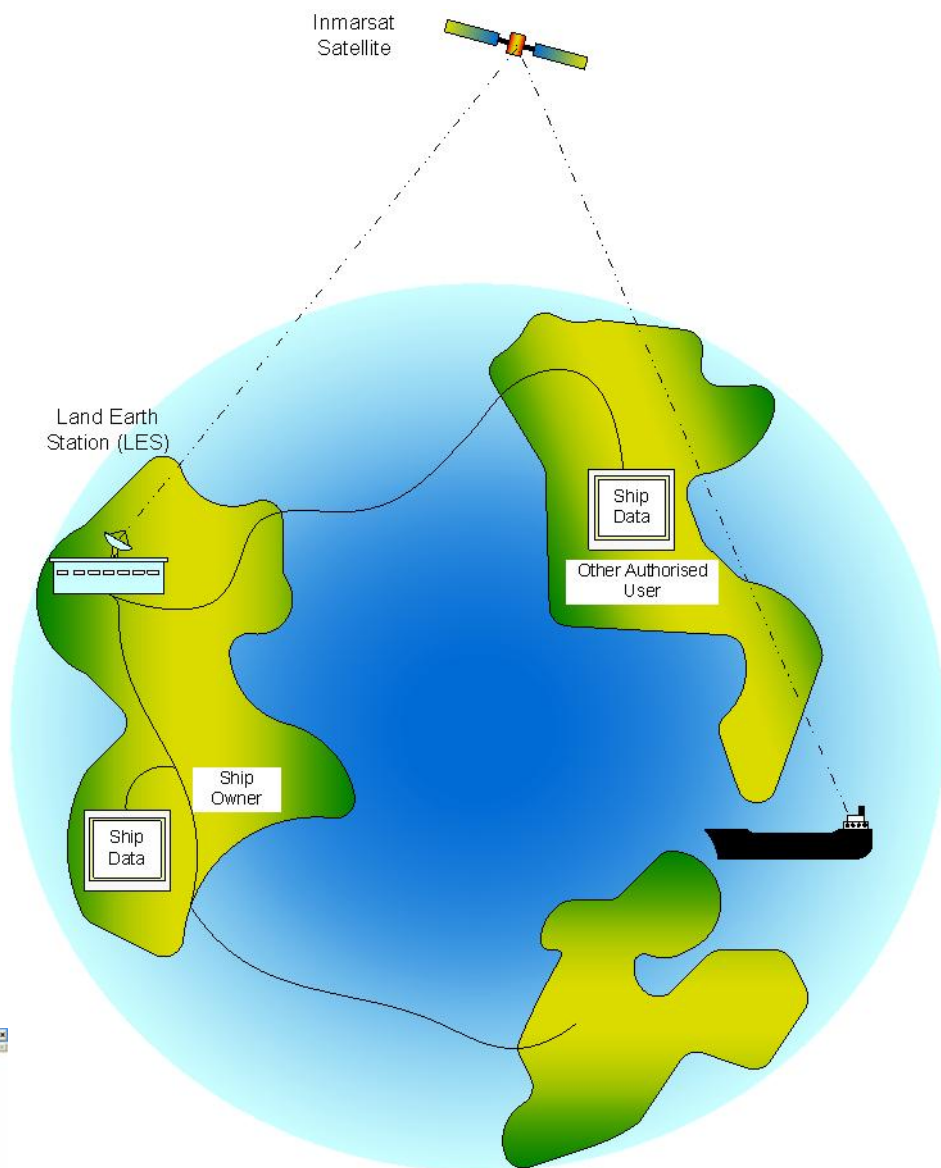 Inmarsat
Satellite
Land Earth
Station (LES)
Ship
Data
Other Authorised
User
Ship
Owner
Ship
Data